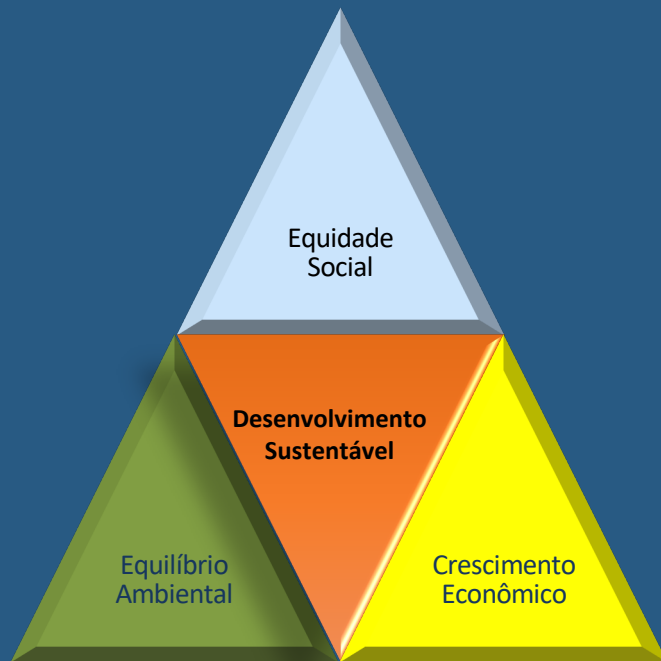 Equidade
Social
Desenvolvimento
Sustentável
Equilíbrio
Ambiental
Crescimento
Econômico